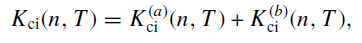 K_ci(n, T) = K_ci^(a)(n, T) + K_ci^(b)(n, T),